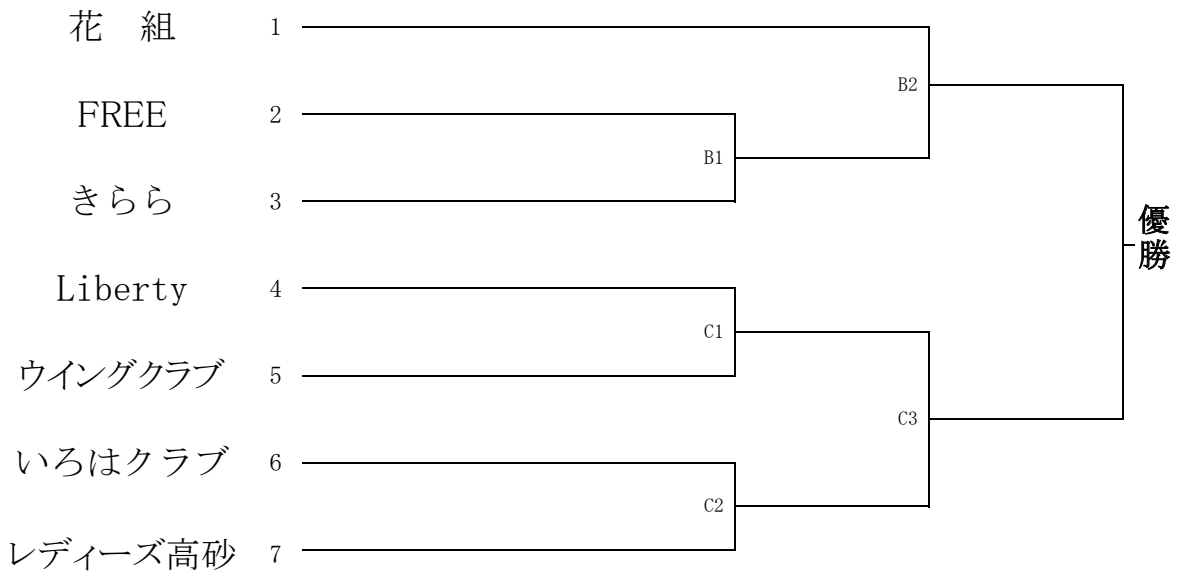 花　組 1
B2
FREE 2
B1
きらら 3
優勝
Liberty 4
C1
ウイングクラブ 5
C3
いろはクラブ 6
C2
レディーズ高砂 7